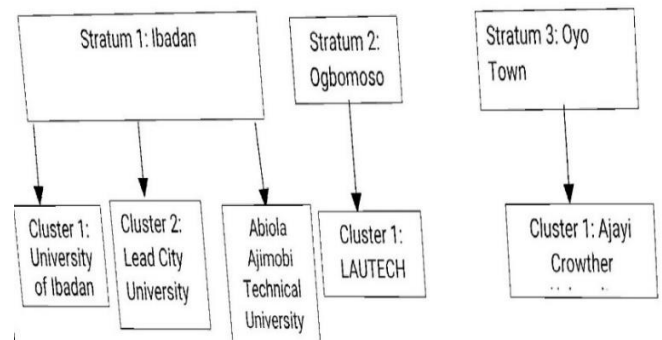 Stratum 1: Ibadan
Stratum 2:
Ogbomoso
Stratum 3: Oyo
Town
Cluster 1:
University
of Ibadan
Cluster 2:
Lead City
University
Abiola
Ajimobi
Technical
University
Cluster 1:
LAUTECH
Cluster 1: Ajayi
Crowther